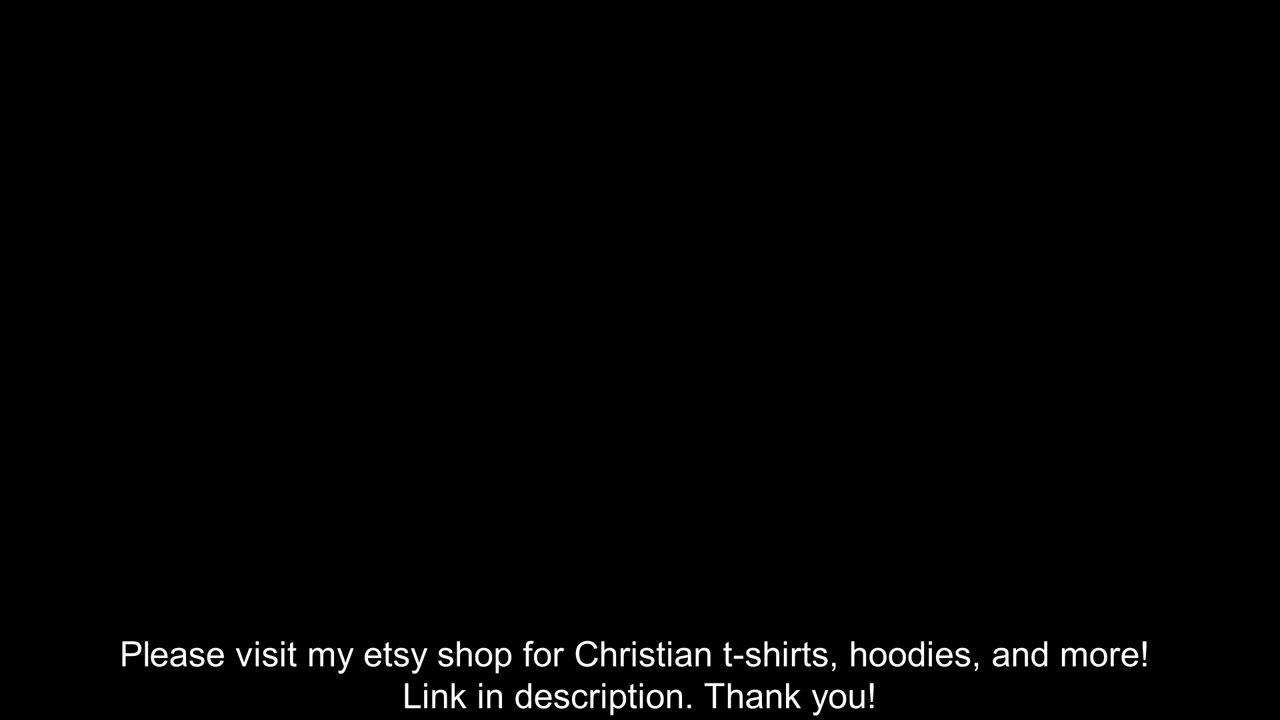 Please visit my etsy shop for Christian t-shirts, hoodies, and more!
Link in description. Thank you!